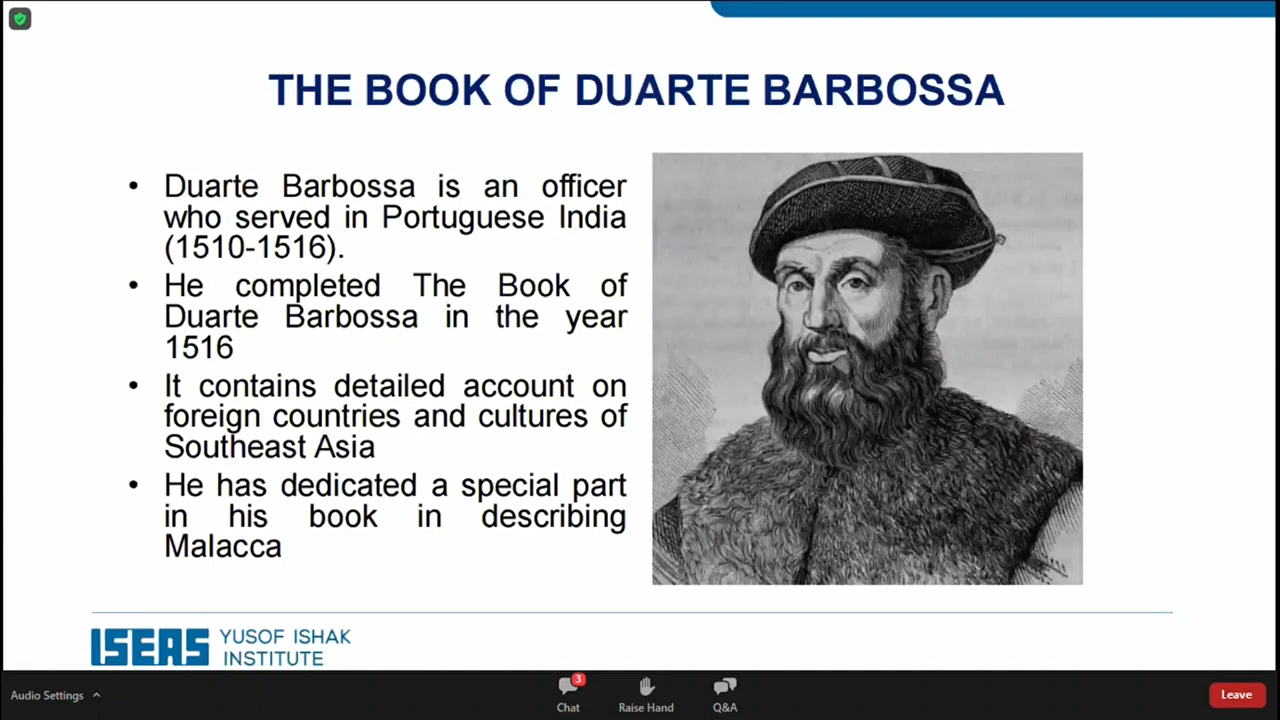 THE BOOK OF DUARTE BARBOSSA
• Duarte Barbossa is an officer
who served in Portuguese India
(1510-1516).
• He completed The Book of
Duarte Barbossa in the year
1516
• It contains detailed account on
foreign countries and cultures of
Southeast Asia
• He has dedicated a special part
in his book in describing
Malacca
ISEAS YUSOF ISHAK
INSTITUTE
Audio Settings
3
Chat
Raise Hand
Q&A
Leave